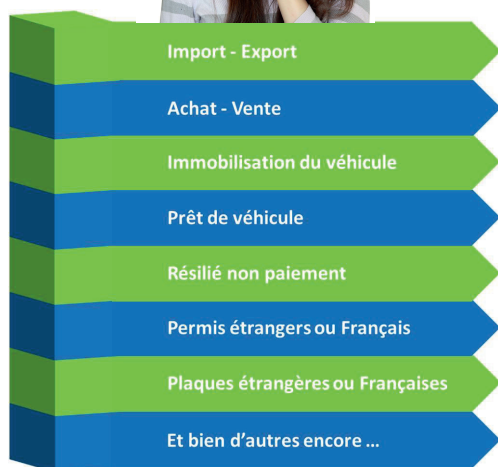 Import - Export
Achat - Vente
Immobilisation du véhicule
Prêt de véhicule
Résilié non paiement
Permis étrangers ou Français
Plaques étrangères ou Françaises
Et bien d'autres encore ...